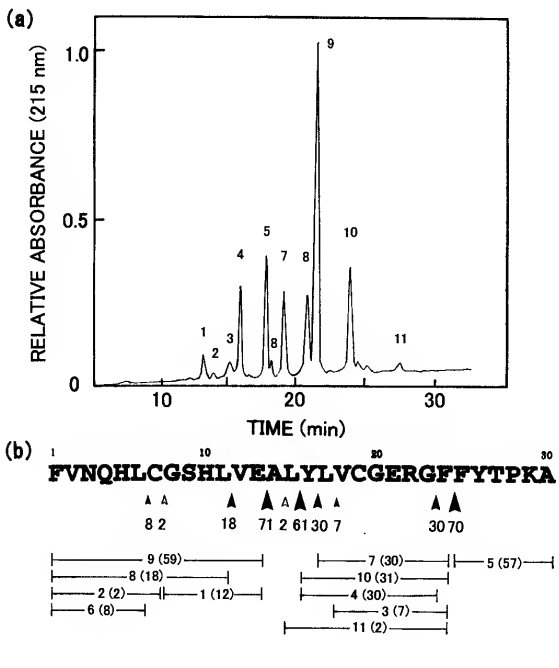 (a)
RELATIVE ABSORBANCE (215 nm)
1.0
0.5
0
1
2
3
4
5
8
7
8
9
10
11
10
20
30
TIME (min)
(b)
1 10 20 30
FVNQHLCGSHLVEALYLVCGERGFFYTPKA
8 2 18 71 2 61 30 7 30 70
9 (59) 7 (30) 5 (57)
8 (18) 10 (31)
2 (2) 1 (12) 4 (30)
6 (8) 3 (7)
11 (2)